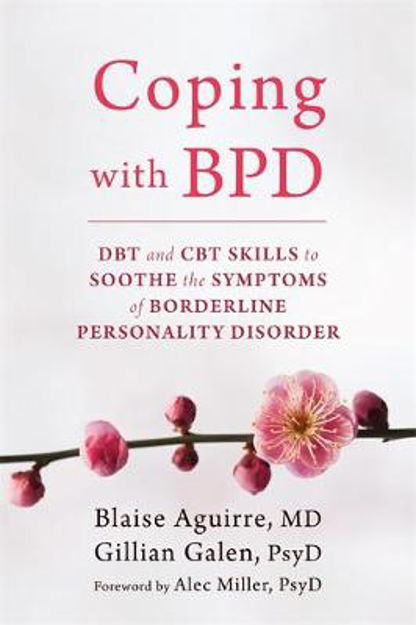 Coping
with BPD
DBT and CBT SKILLS to
SOOTHE the SYMPTOMS
of BORDERLINE
PERSONALITY DISORDER
Blaise Aguirre, MD
Gillian Galen, PsyD
Foreword by Alec Miller, PsyD